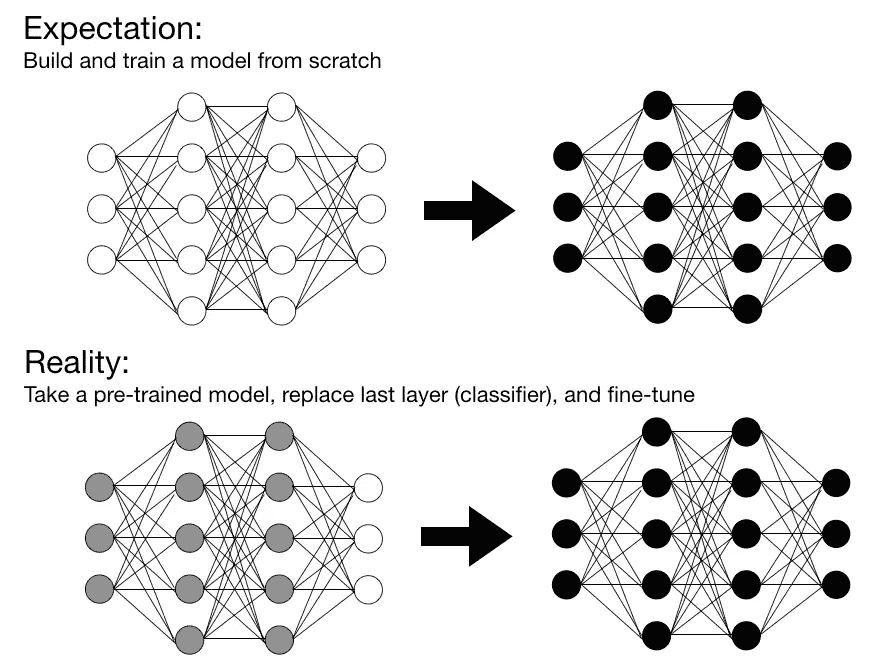 Expectation:
Build and train a model from scratch
Reality:
Take a pre-trained model, replace last layer (classifier), and fine-tune